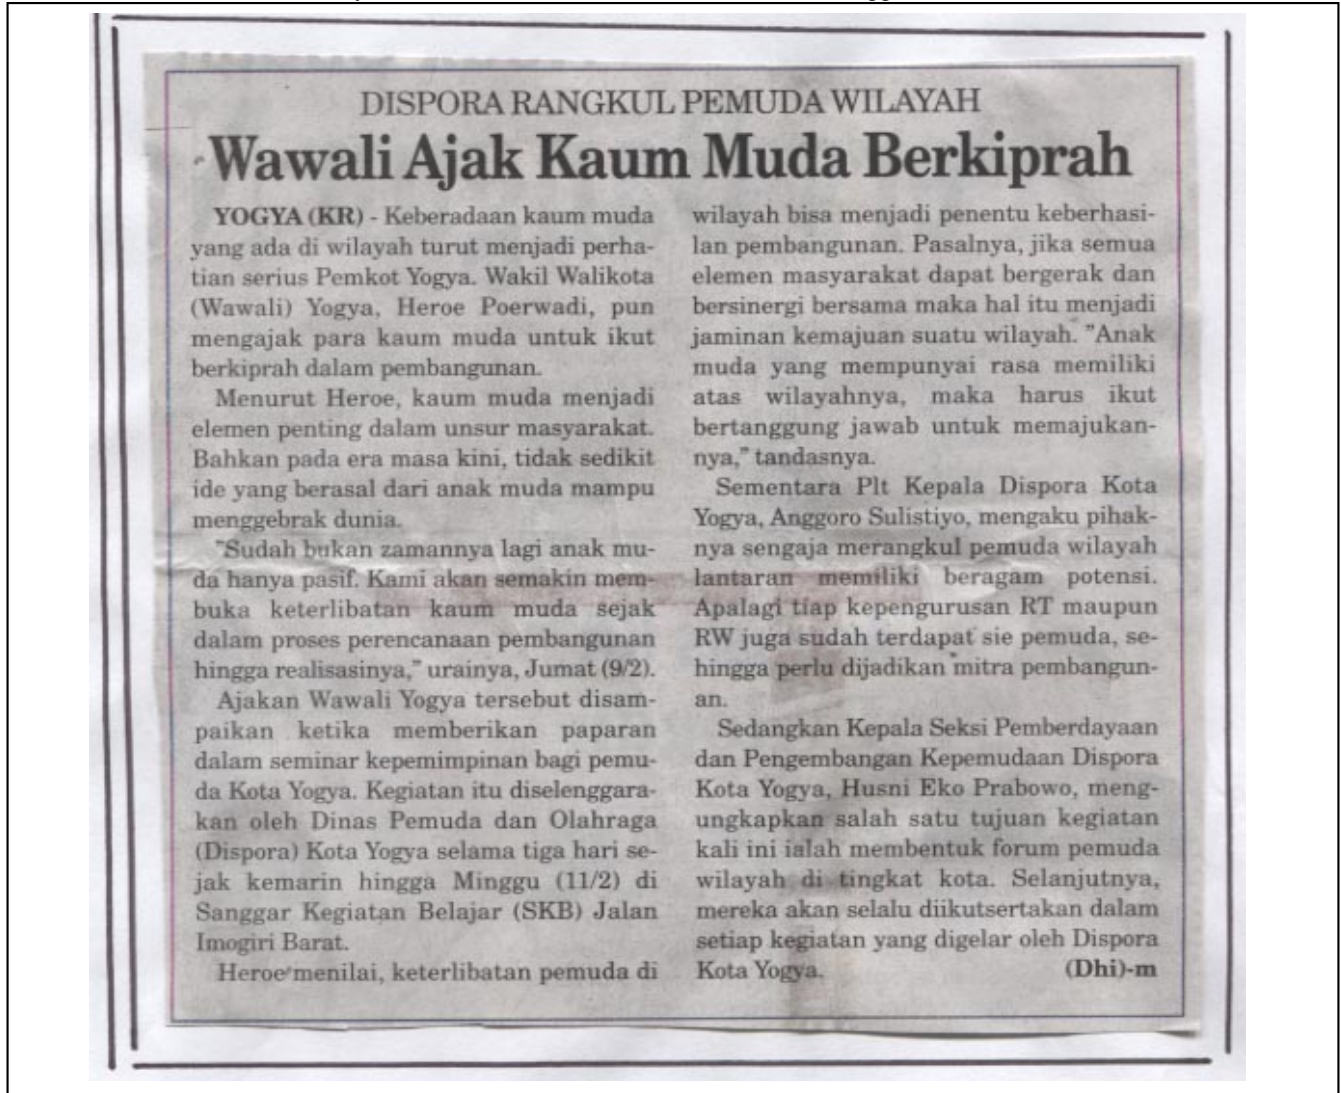 DISPORA RANGKUL PEMUDA WILAYAH
Wawali Ajak Kaum Muda Berkiprah
YOGYA (KR) - Keberadaan kaum muda
yang ada di wilayah turut menjadi perha-
tian serius Pemkot Yogya. Wakil Walikota
(Wawali) Yogya, Heroe Poerwadi, pun
mengajak para kaum muda untuk ikut
berkiprah dalam pembangunan.
Menurut Heroe, kaum muda menjadi
elemen penting dalam unsur masyarakat.
Bahkan pada era masa kini, tidak sedikit
ide yang berasal dari anak muda mampu
menggebrak dunia.
"Sudah bukan zamannya lagi anak mu-
da hanya pasif. Kami akan semakin mem-
buka keterlibatan kaum muda sejak
dalam proses perencanaan pembangunan
hingga realisasinya," urainya, Jumat (9/2).
Ajakan Wawali Yogya tersebut disam-
paikan ketika memberikan paparan
dalam seminar kepemimpinan bagi pemu-
da Kota Yogya. Kegiatan itu diselenggara-
kan oleh Dinas Pemuda dan Olahraga
(Dispora) Kota Yogya selama tiga hari se-
jak kemarin hingga Minggu (11/2) di
Sanggar Kegiatan Belajar (SKB) Jalan
Imogiri Barat.
Heroe menilai, keterlibatan pemuda di
wilayah bisa menjadi penentu keberhasi-
lan pembangunan. Pasalnya, jika semua
elemen masyarakat dapat bergerak dan
bersinergi bersama maka hal itu menjadi
jaminan kemajuan suatu wilayah. "Anak
muda yang mempunyai rasa memiliki
atas wilayahnya, maka harus ikut
bertanggung jawab untuk memajukan-
nya," tandasnya.
Sementara Plt Kepala Dispora Kota
Yogya, Anggoro Sulistiyo, mengaku pihak-
nya sengaja merangkul pemuda wilayah
lantaran memiliki beragam potensi.
Apalagi tiap kepengurusan RT maupun
RW juga sudah terdapat sie pemuda, se-
hingga perlu dijadikan mitra pembangun-
an.
Sedangkan Kepala Seksi Pemberdayaan
dan Pengembangan Kepemudaan Dispora
Kota Yogya, Husni Eko Prabowo, meng-
ungkapkan salah satu tujuan kegiatan
kali ini ialah membentuk forum pemuda
wilayah di tingkat kota. Selanjutnya,
mereka akan selalu diikutsertakan dalam
setiap kegiatan yang digelar oleh Dispora
Kota Yogya. (Dhi)-m